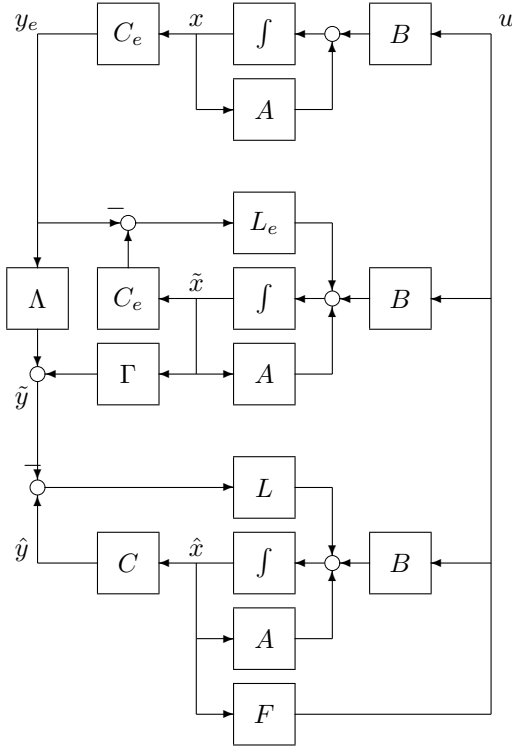 y_e C_e x ∫ B u
A
− L_e
Λ C_e x̃ ∫ B
Γ A
ỹ
− L
ŷ C x̂ ∫ B
A
F